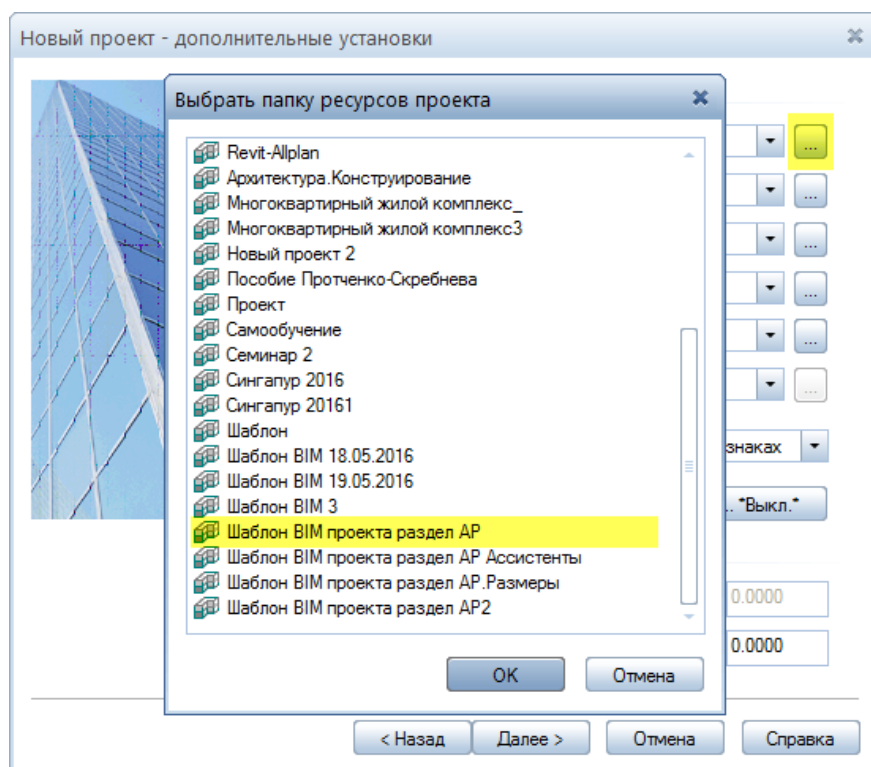 Новый проект - дополнительные установки
Выбрать папку ресурсов проекта
...
Revit-Allplan
Архитектура.Конструирование
...
Многоквартирный жилой комплекс_
Многоквартирный жилой комплекс3
...
Новый проект 2
Пособие Протченко-Скребнева
...
Проект
Самообучение
...
Семинар 2
Сингапур 2016
...
Сингапур 20161
Шаблон
Шаблон BIM 18.05.2016
знаках
Шаблон BIM 19.05.2016
Шаблон BIM 3
.. *Выкл.*
Шаблон BIM проекта раздел АР
Шаблон BIM проекта раздел АР Ассистенты
Шаблон BIM проекта раздел АР.Размеры
0.0000
Шаблон BIM проекта раздел АР2
0.0000
OK
Отмена
< Назад
Далее >
Отмена
Справка